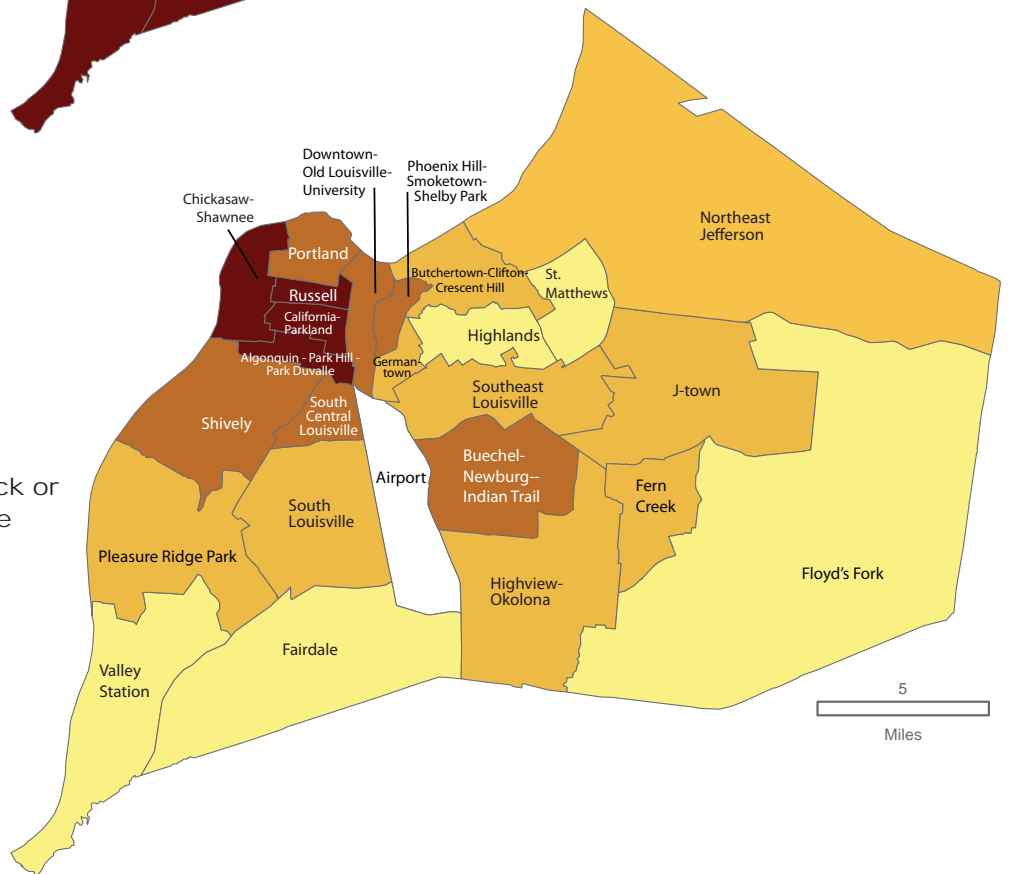 Downtown-
Old Louisville-
University
Phoenix Hill-
Smoketown-
Shelby Park
Chickasaw-
Shawnee
Northeast
Jefferson
Portland
Butchertown-Clifton-
Crescent Hill
St.
Matthews
Russell
California-
Parkland
Highlands
Algonquin - Park Hill -
Park Duvalle
German-
town
Southeast
Louisville
J-town
South
Central
Louisville
Shively
Buechel-
Newburg--
Indian Trail
Airport
ck or
e
Fern
Creek
South
Louisville
Pleasure Ridge Park
Highview-
Okolona
Floyd's Fork
Fairdale
Valley
Station
5
Miles